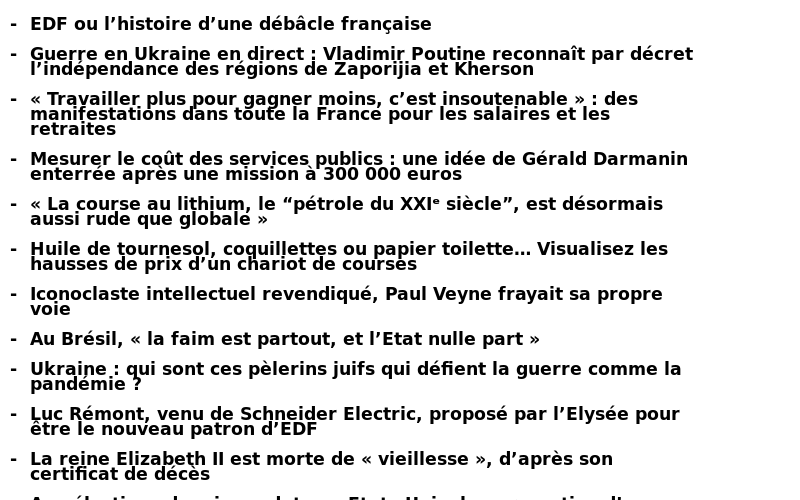 - EDF ou l’histoire d’une débâcle française
- Guerre en Ukraine en direct : Vladimir Poutine reconnaît par décret
l’indépendance des régions de Zaporijia et Kherson
- « Travailler plus pour gagner moins, c’est insoutenable » : des
manifestations dans toute la France pour les salaires et les
retraites
- Mesurer le coût des services publics : une idée de Gérald Darmanin
enterrée après une mission à 300 000 euros
- « La course au lithium, le “pétrole du XXIᵉ siècle”, est désormais
aussi rude que globale »
- Huile de tournesol, coquillettes ou papier toilette… Visualisez les
hausses de prix d’un chariot de courses
- Iconoclaste intellectuel revendiqué, Paul Veyne frayait sa propre
voie
- Au Brésil, « la faim est partout, et l’Etat nulle part »
- Ukraine : qui sont ces pèlerins juifs qui défient la guerre comme la
pandémie ?
- Luc Rémont, venu de Schneider Electric, proposé par l’Elysée pour
être le nouveau patron d’EDF
- La reine Elizabeth II est morte de « vieillesse », d’après son
certificat de décès